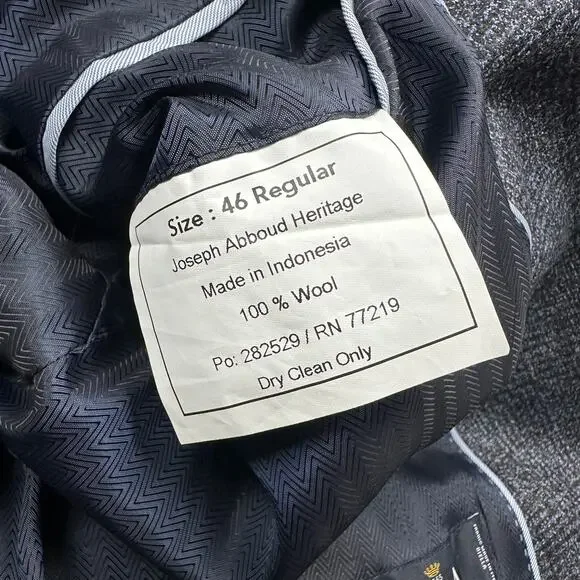 Size : 46 Regular
Joseph Abboud Heritage
Made in Indonesia
100 % Wool
Po: 282529 / RN 77219
Dry Clean Only